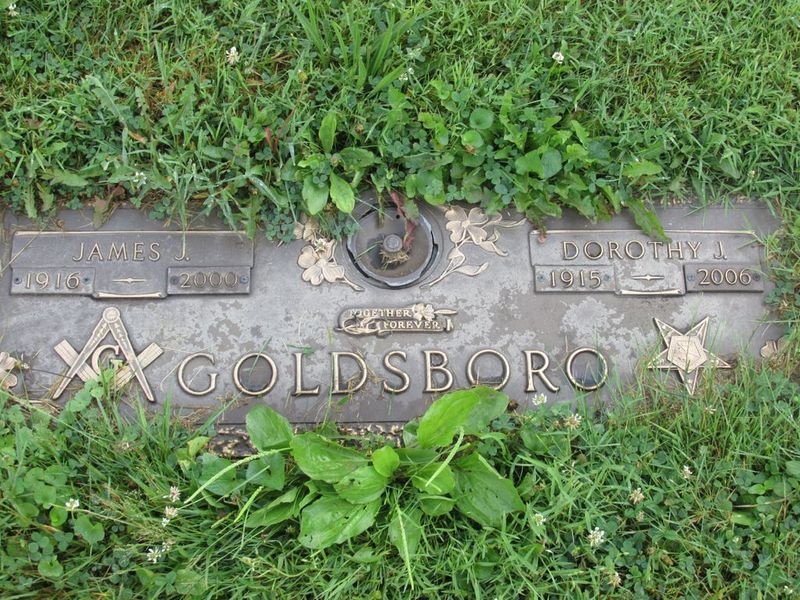 JAMES J.
1916 2000
DOROTHY J.
1915 2006
TOGETHER
FOREVER
G
GOLDSBORO